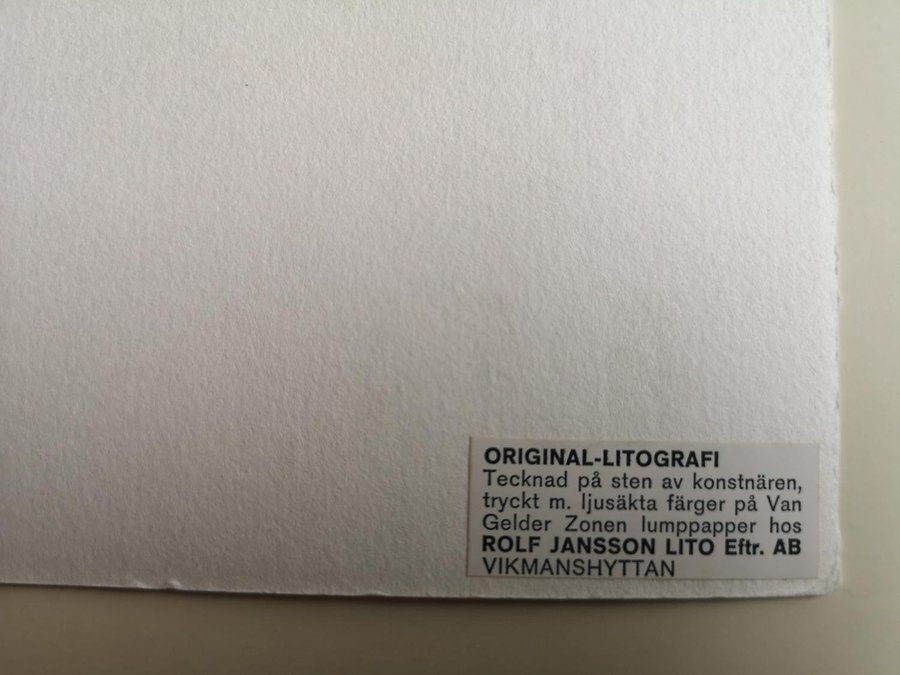 ORIGINAL-LITOGRAFI
Tecknad på sten av konstnären,
tryckt m. ljusäkta färger på Van
Gelder Zonen lumppapper hos
ROLF JANSSON LITO Eftr. AB
VIKMANSHYTTAN